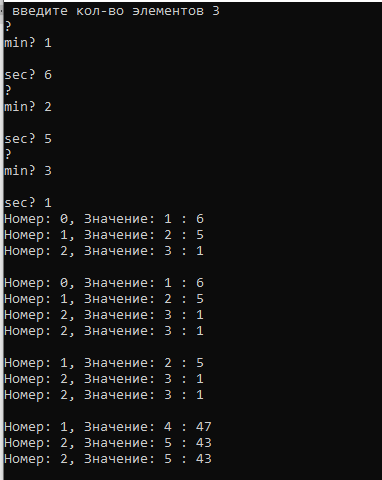 введите кол-во элементов 3
?
min? 1
sec? 6
?
min? 2
sec? 5
?
min? 3
sec? 1
Номер: 0, Значение: 1 : 6
Номер: 1, Значение: 2 : 5
Номер: 2, Значение: 3 : 1
Номер: 0, Значение: 1 : 6
Номер: 1, Значение: 2 : 5
Номер: 2, Значение: 3 : 1
Номер: 2, Значение: 3 : 1
Номер: 1, Значение: 2 : 5
Номер: 2, Значение: 3 : 1
Номер: 2, Значение: 3 : 1
Номер: 1, Значение: 4 : 47
Номер: 2, Значение: 5 : 43
Номер: 2, Значение: 5 : 43